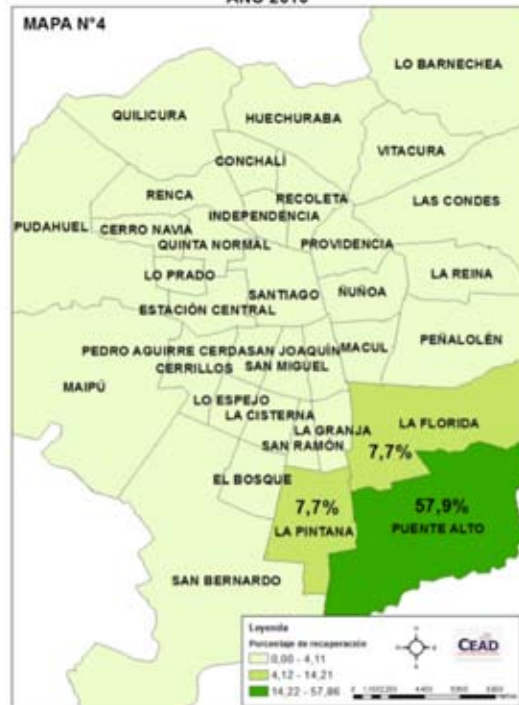 AÑO 2010
MAPA N°4
LO BARNECHEA
QUILICURA
HUECHURABA
CONCHALÍ
VITACURA
RENCA
RECOLETA
LAS CONDES
INDEPENDENCIA
PUDAHUEL
CERRO NAVIA
QUINTA NORMAL
PROVIDENCIA
LO PRADO
LA REINA
SANTIAGO
ÑUÑOA
ESTACIÓN CENTRAL
PEDRO AGUIRRE CERDA
SAN JOAQUÍN
MACUL
PEÑALOLÉN
CERRILLOS
SAN MIGUEL
MAIPÚ
LO ESPEJO
LA CISTERNA
LA FLORIDA
LA GRANJA
SAN RAMÓN
7,7%
EL BOSQUE
7,7%
57,9%
LA PINTANA
PUENTE ALTO
SAN BERNARDO
Leyenda
Porcentaje de recuperación
0,00 - 4,11
4,12 - 14,21
14,22 - 57,86
CEAD